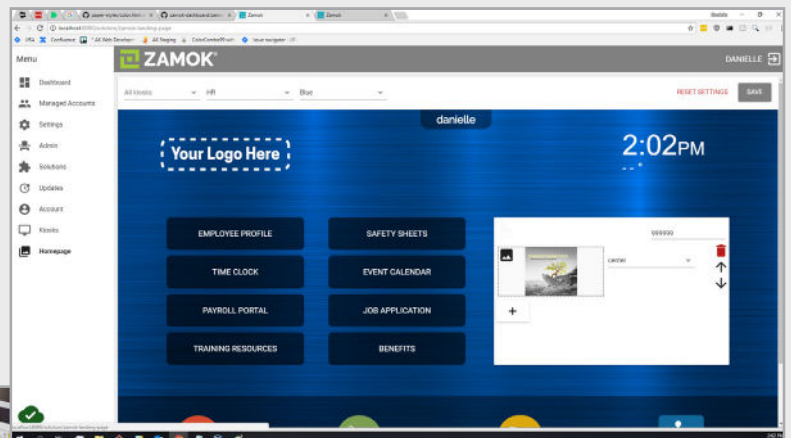 Menu
ZAMOK
DANIELLE
Dashboard
Managed Accounts
Settings
Admin
Solutions
Updates
Account
Kiosks
Homepage
All kiosks
HR
Blue
RESET SETTINGS
SAVE
danielle
Your Logo Here
2:02PM
EMPLOYEE PROFILE
SAFETY SHEETS
TIME CLOCK
EVENT CALENDAR
PAYROLL PORTAL
JOB APPLICATION
TRAINING RESOURCES
BENEFITS
999999
center